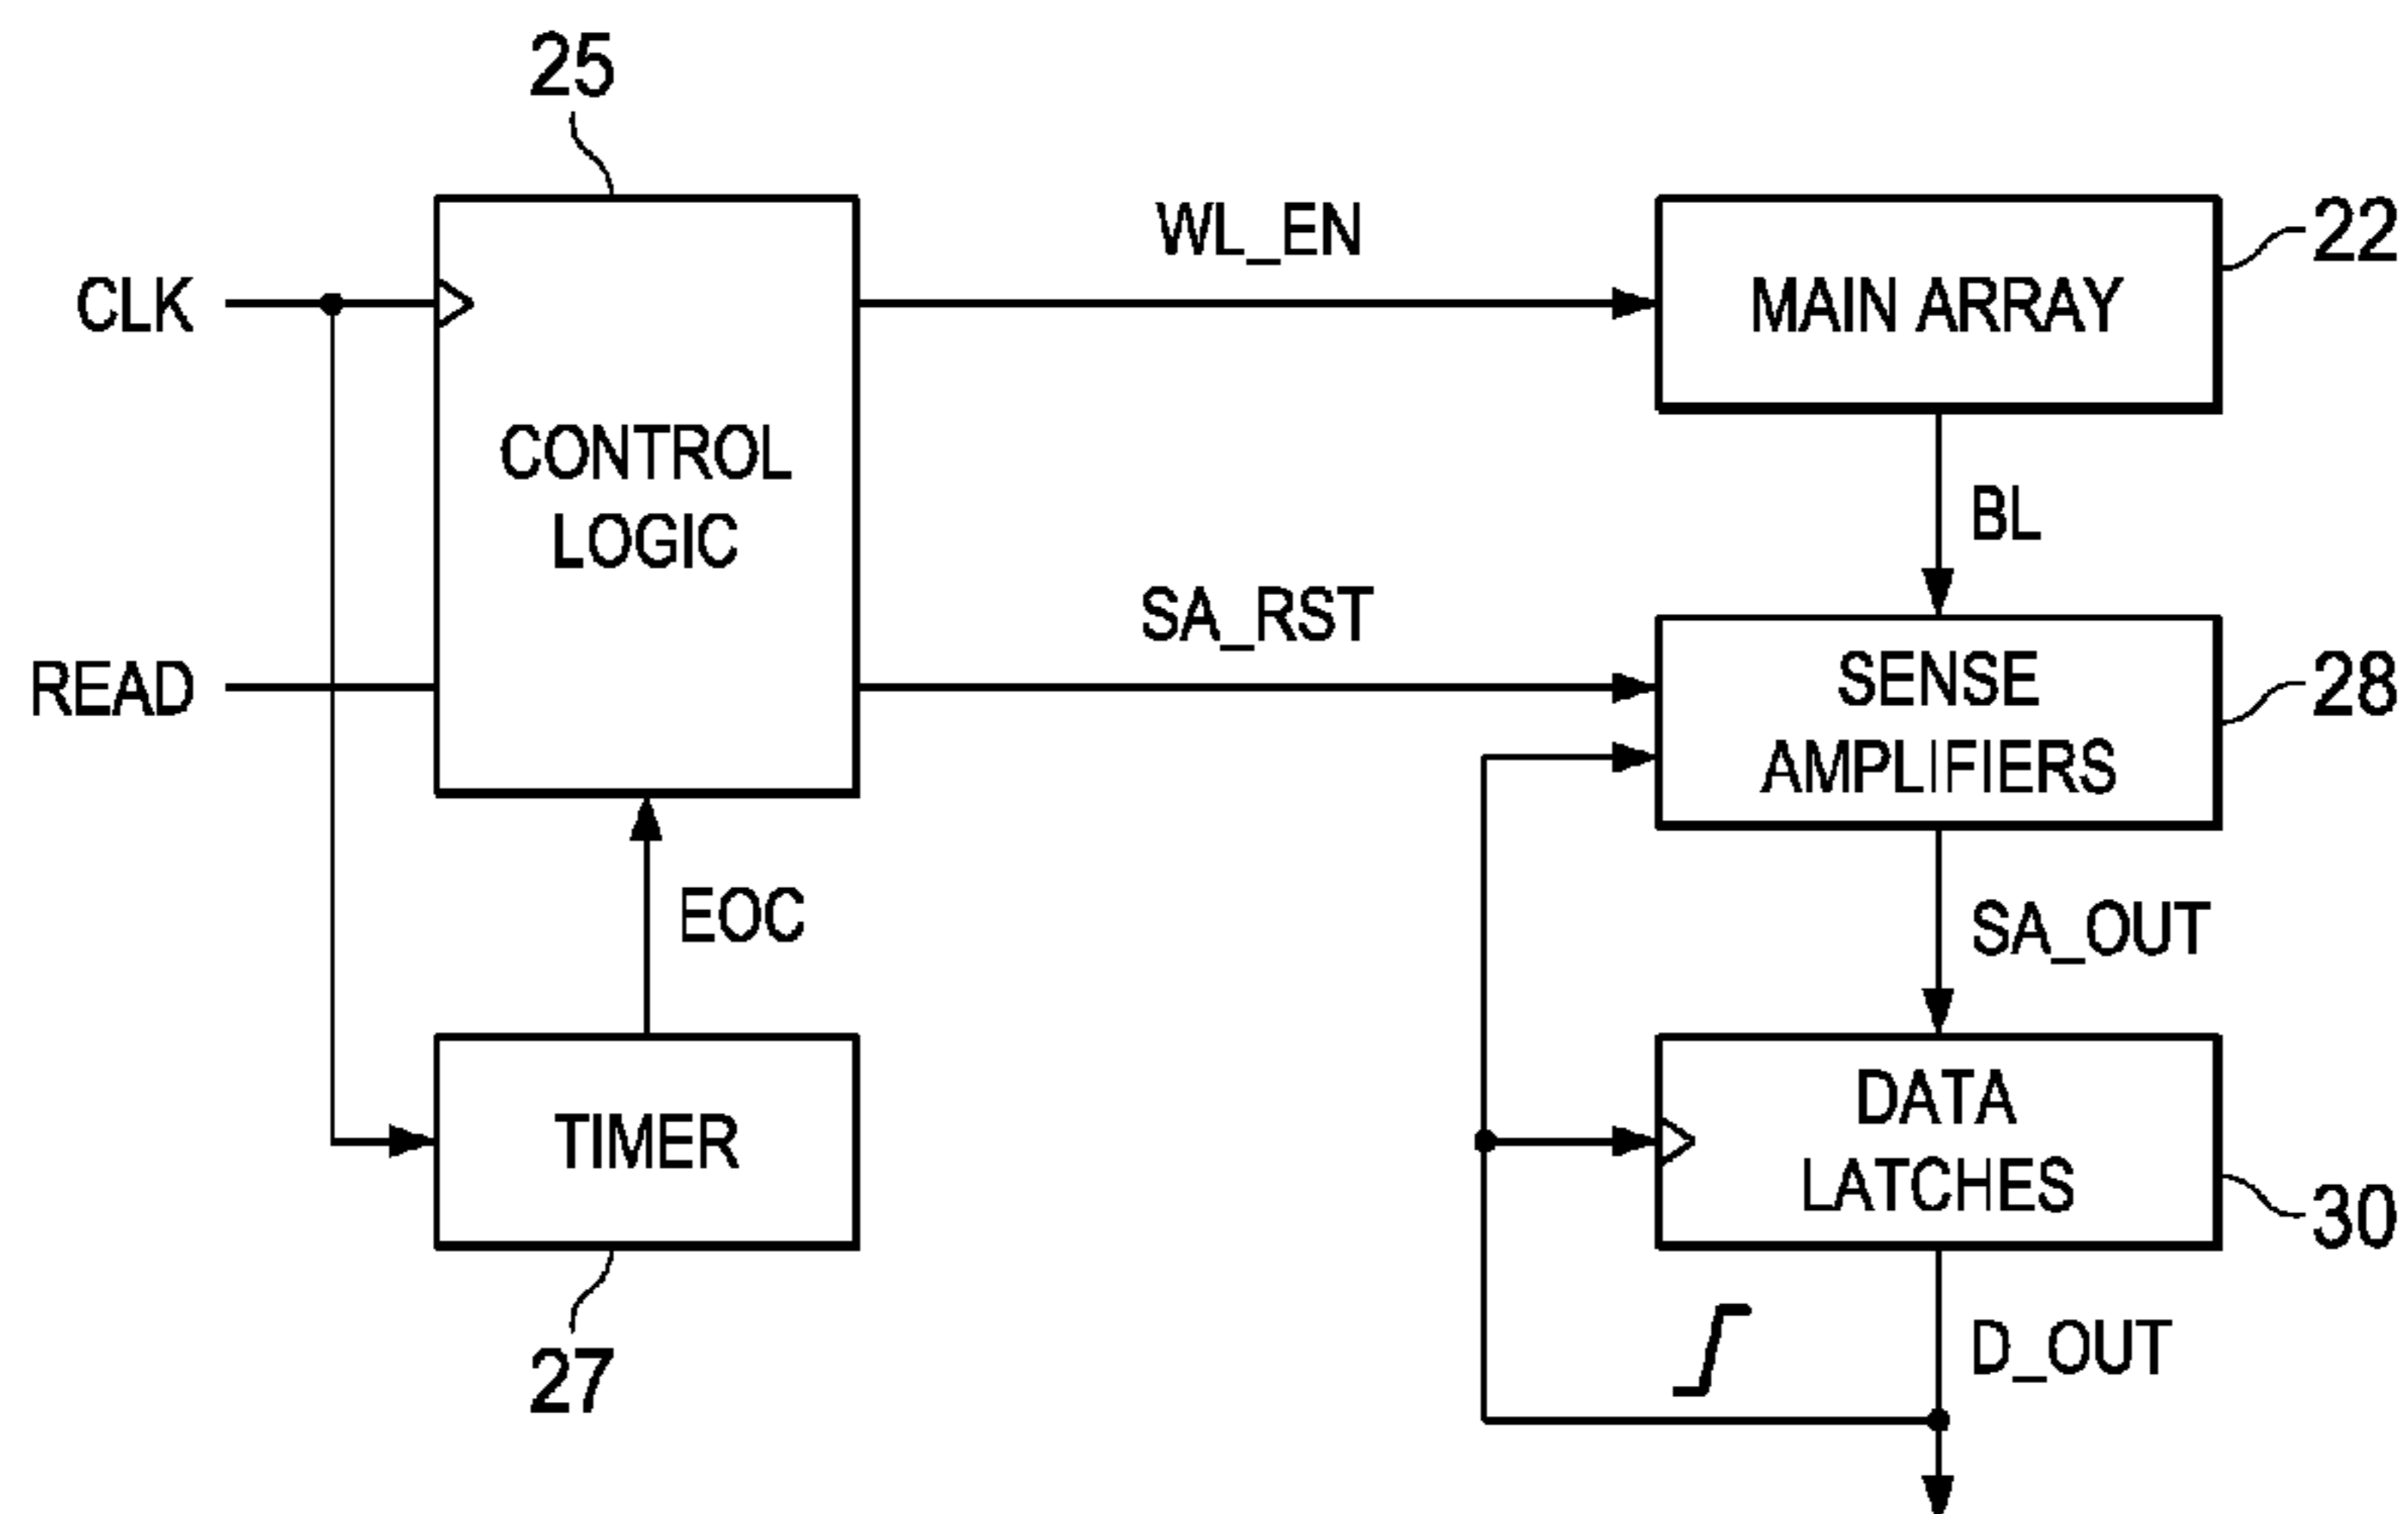 25
WL_EN
22
CLK
MAIN ARRAY
CONTROL
LOGIC
BL
SA_RST
READ
SENSE
AMPLIFIERS
28
EOC
SA_OUT
TIMER
DATA
LATCHES
30
27
D_OUT